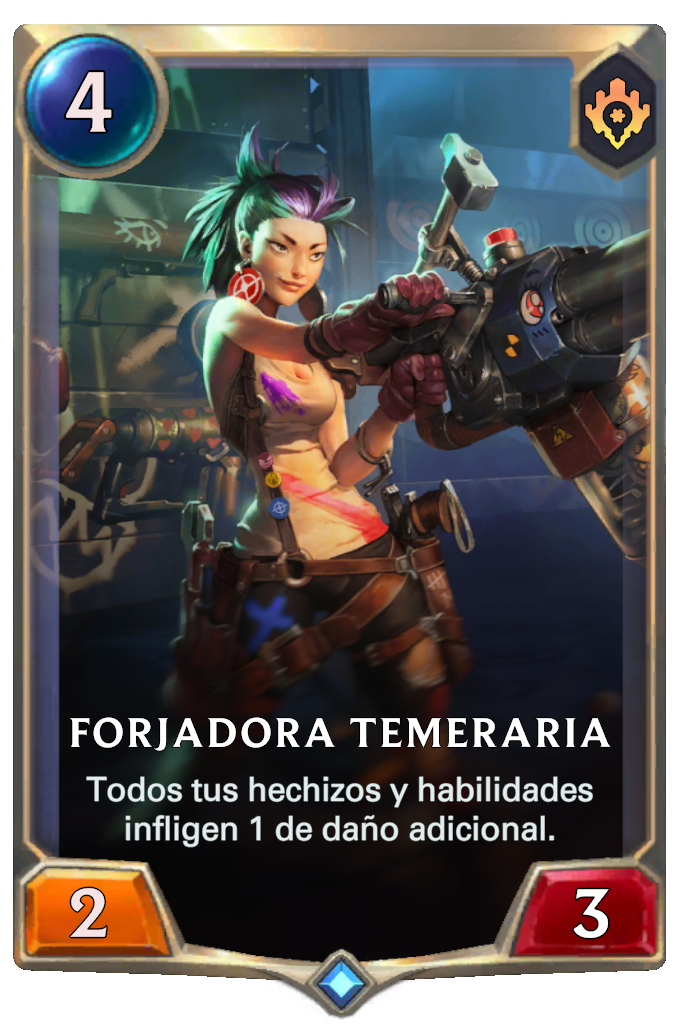 4
FORJADORA TEMERARIA
Todos tus hechizos y habilidades
infligen 1 de daño adicional.
2
3